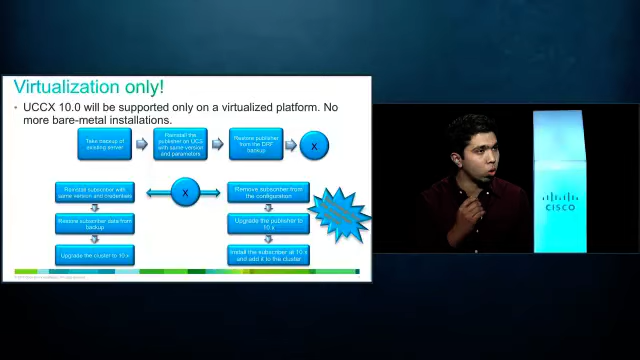 Virtualization only!
• UCCX 10.0 will be supported only on a virtualized platform. No
more bare-metal installations.
Take backup of
existing server
Reinstall the
publisher on UCS
with same version
and parameters
Restore publisher
from the DRF
backup
X
Reinstall subscriber with
same version and credentials
X
Remove subscriber from
the configuration
Restore subscriber data from
backup
Upgrade the publisher to
10.x
Upgrade the cluster to 10.x
Install the subscriber at 10.x
and add it to the cluster
CISCO